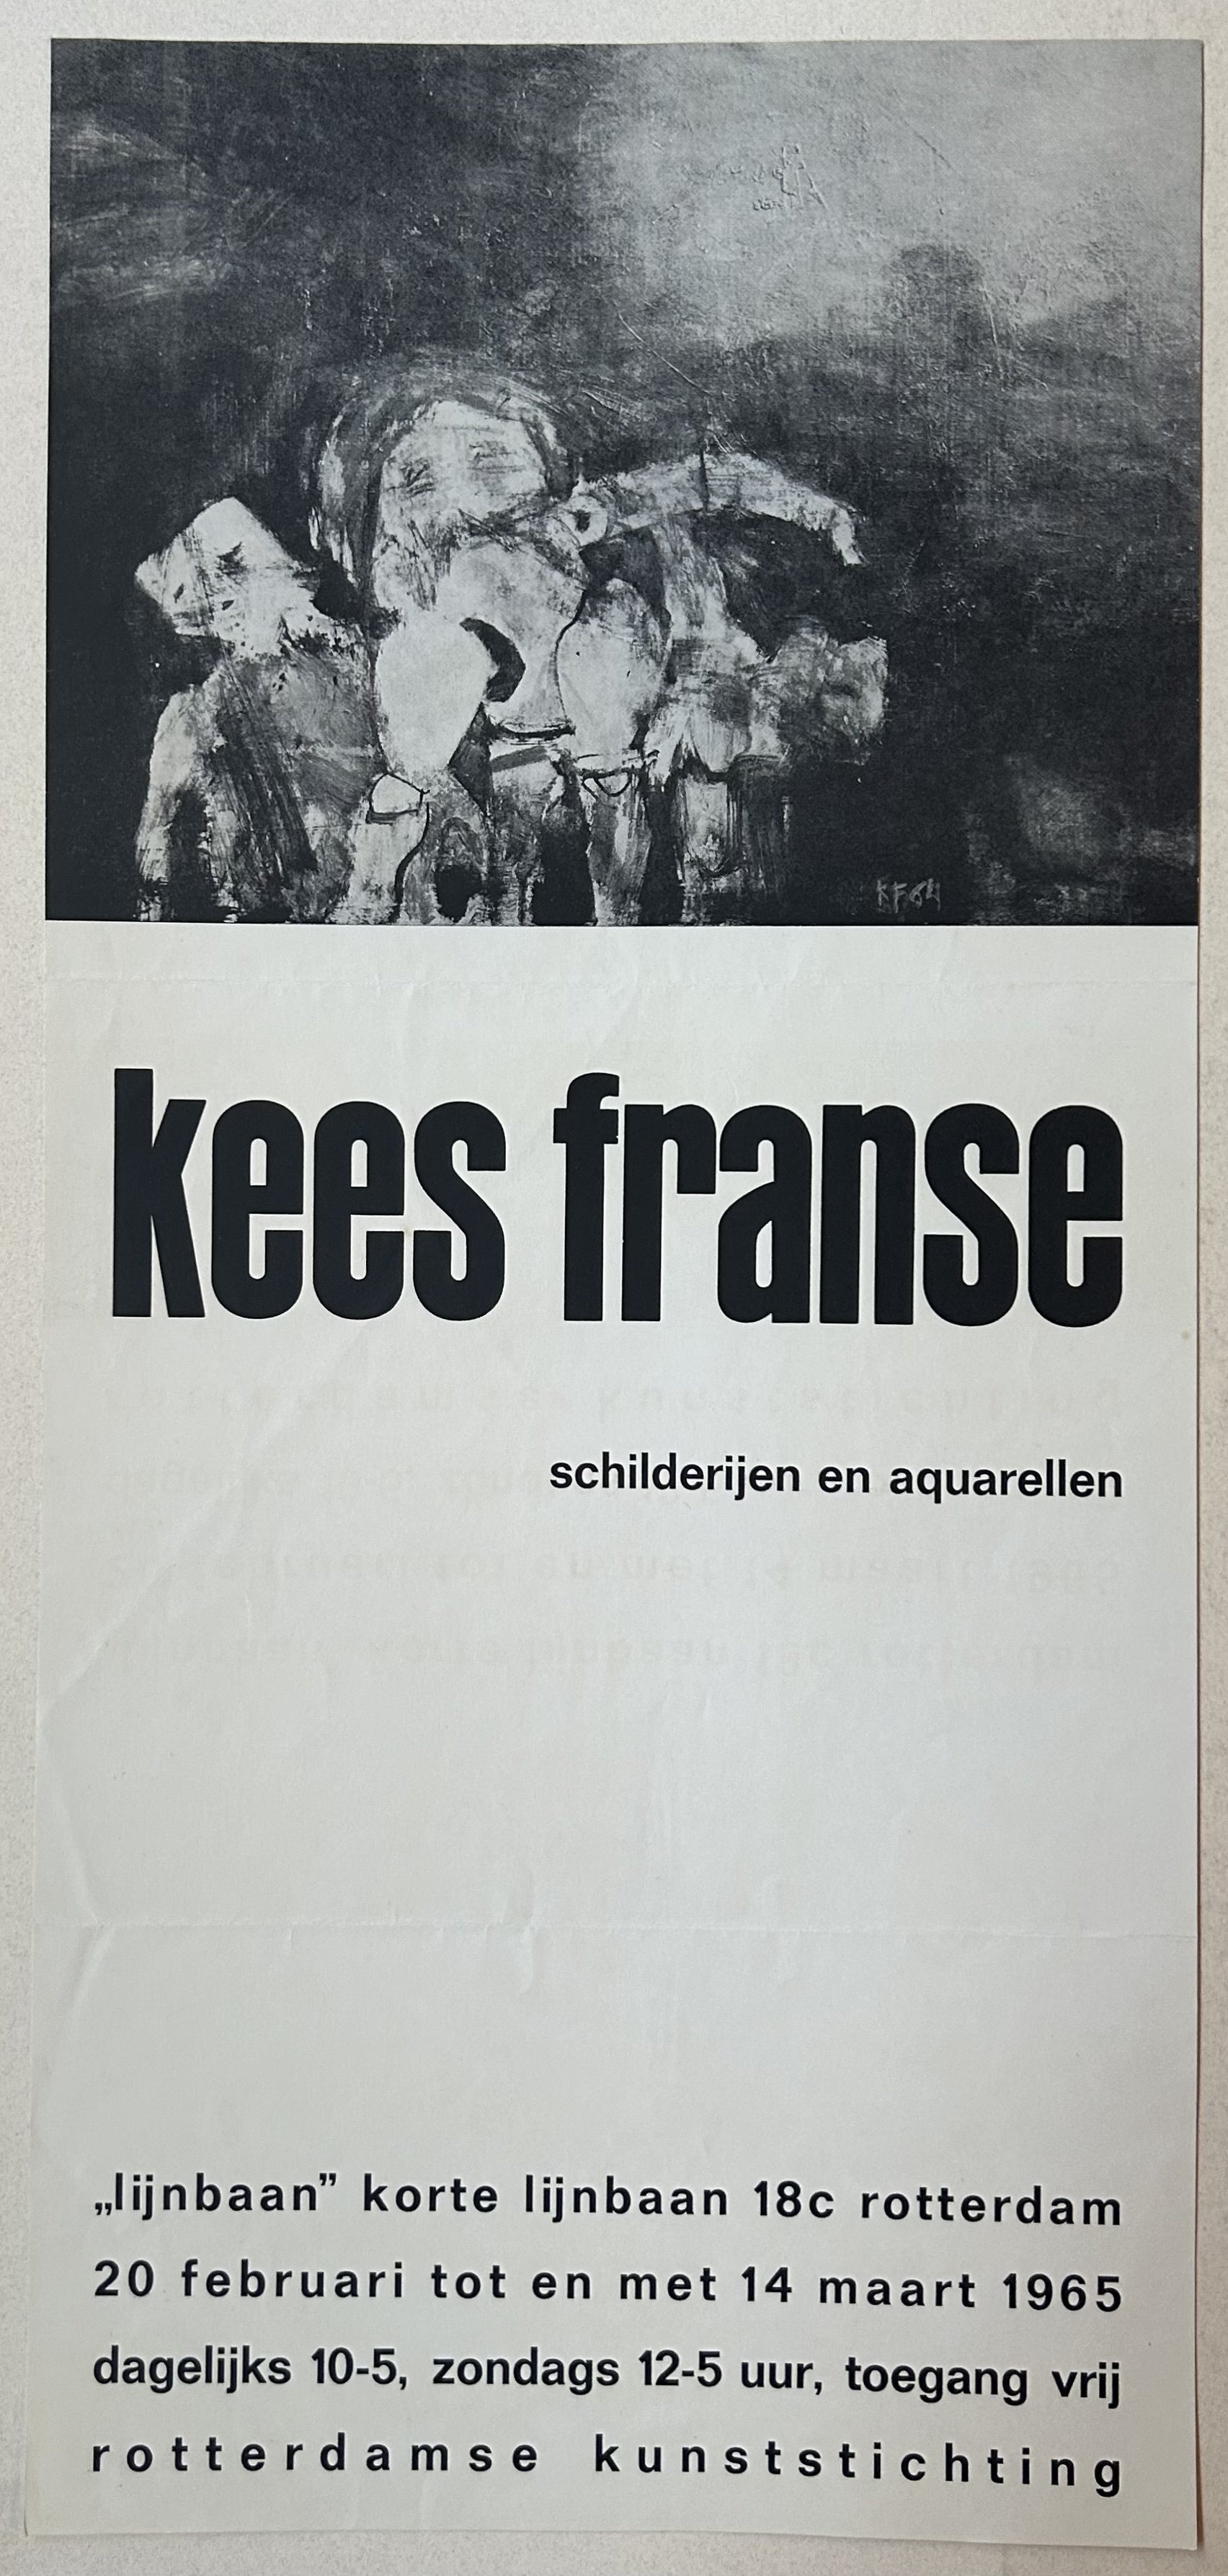 KF64
kees franse
schilderijen en aquarellen
„lijnbaan” korte lijnbaan 18c rotterdam
20 februari tot en met 14 maart 1965
dagelijks 10-5, zondags 12-5 uur, toegang vrij
rotterdamse kunststichting